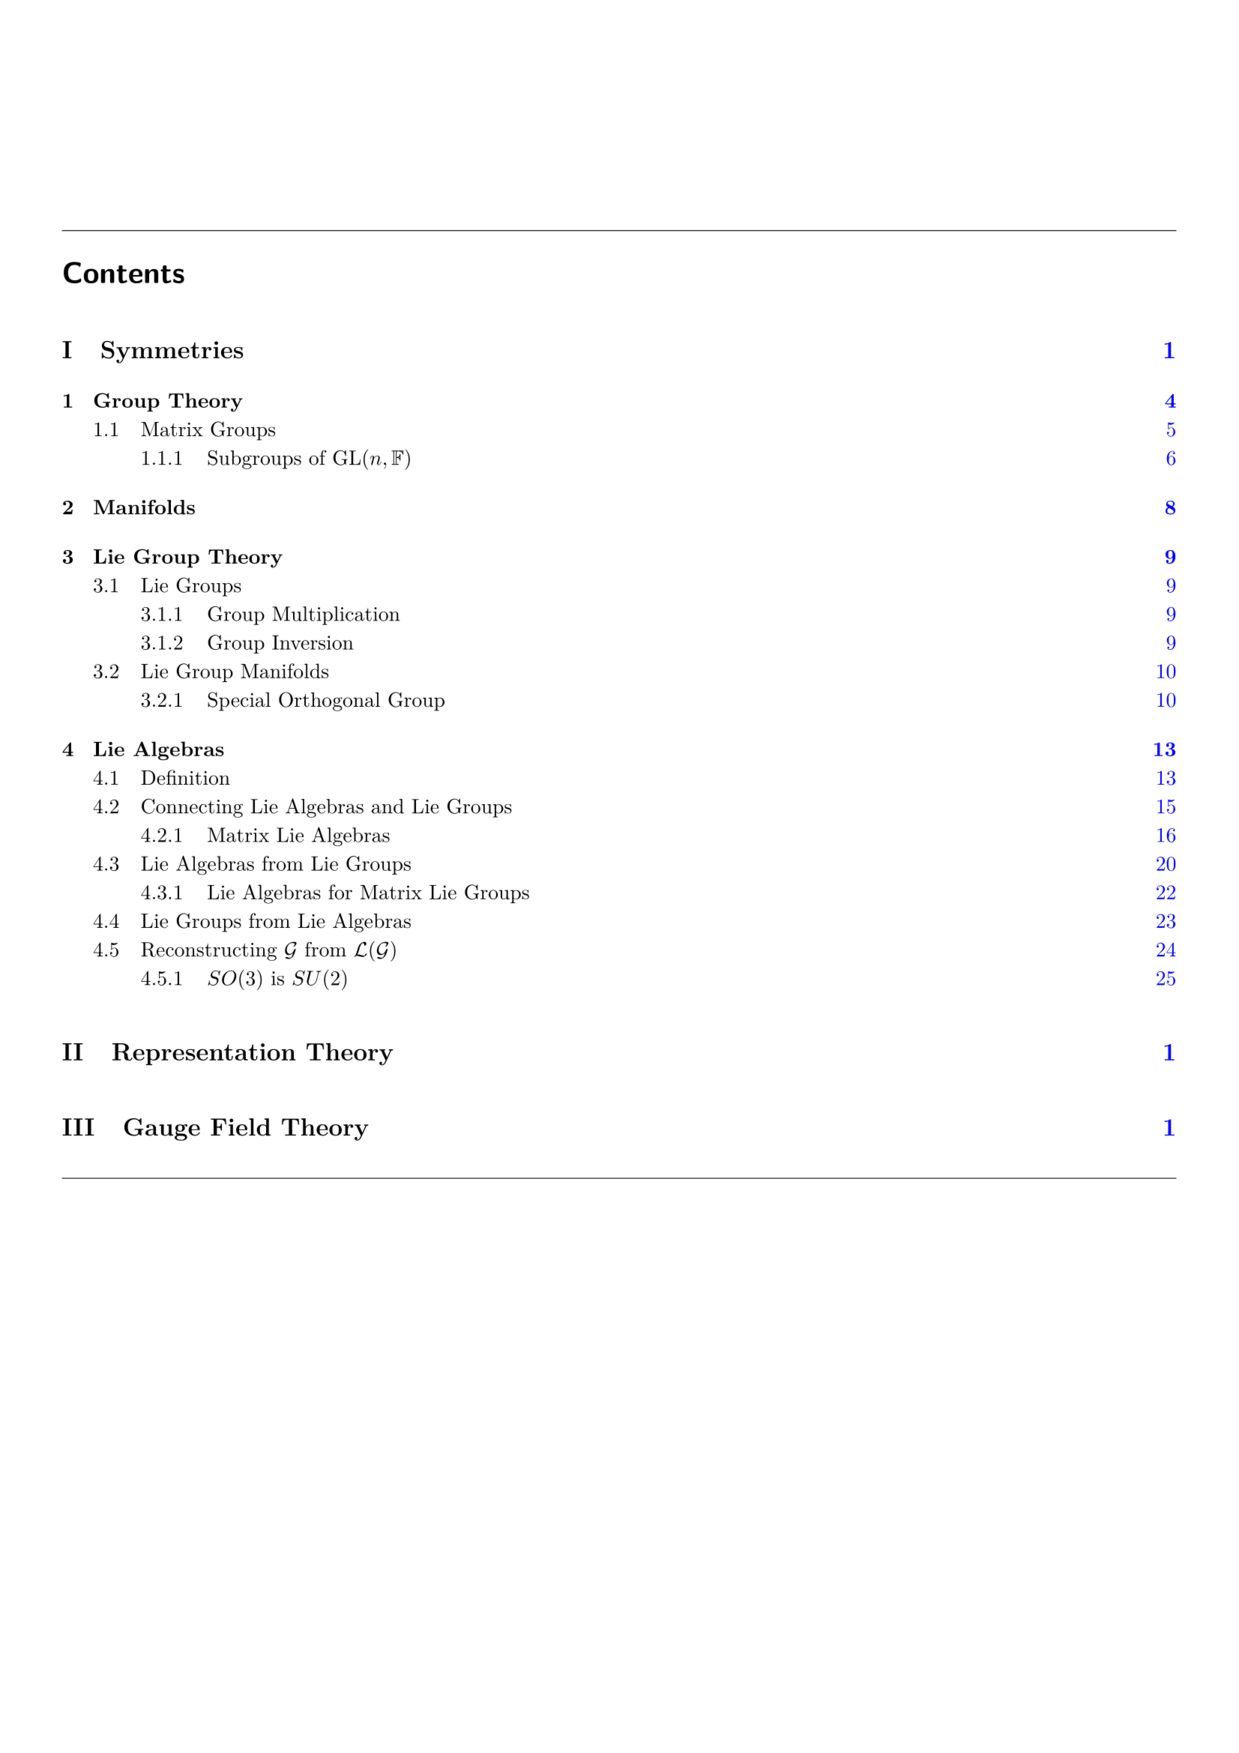 Contents
I Symmetries 1
1 Group Theory 4
1.1 Matrix Groups 5
1.1.1 Subgroups of GL(n, 𝔽) 6
2 Manifolds 8
3 Lie Group Theory 9
3.1 Lie Groups 9
3.1.1 Group Multiplication 9
3.1.2 Group Inversion 9
3.2 Lie Group Manifolds 10
3.2.1 Special Orthogonal Group 10
4 Lie Algebras 13
4.1 Definition 13
4.2 Connecting Lie Algebras and Lie Groups 15
4.2.1 Matrix Lie Algebras 16
4.3 Lie Algebras from Lie Groups 20
4.3.1 Lie Algebras for Matrix Lie Groups 22
4.4 Lie Groups from Lie Algebras 23
4.5 Reconstructing 𝒢 from ℒ(𝒢) 24
4.5.1 SO(3) is SU(2) 25
II Representation Theory 1
III Gauge Field Theory 1